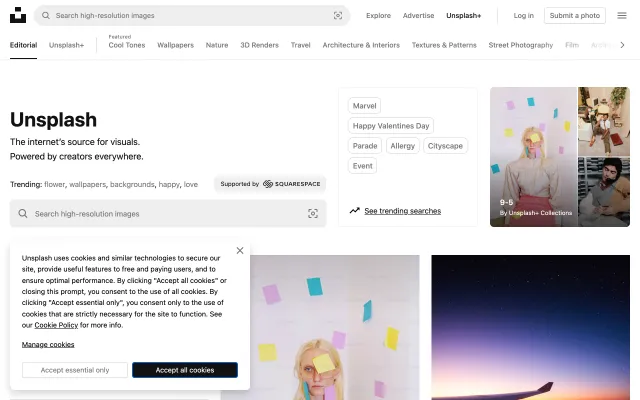 Search high-resolution images
Explore
Advertise
Unsplash+
Log in
Submit a photo
Editorial
Unsplash+
Featured
Cool Tones
Wallpapers
Nature
3D Renders
Travel
Architecture & Interiors
Textures & Patterns
Street Photography
Film
Unsplash
The internet's source for visuals.
Powered by creators everywhere.
Trending: flower, wallpapers, backgrounds, happy, love
Supported by SQUARESPACE
Search high-resolution images
Marvel
Happy Valentines Day
Parade
Allergy
Cityscape
Event
See trending searches
9-5
By Unsplash+ Collections
Unsplash uses cookies and similar technologies to secure our
site, provide useful features to free and paying users, and to
ensure optimal performance. By clicking "Accept all cookies" or
closing this prompt, you consent to the use of all cookies. By
clicking "Accept essential only", you consent only to the use of
cookies that are strictly necessary for the site to function. See
our Cookie Policy for more info.
Manage cookies
Accept essential only
Accept all cookies